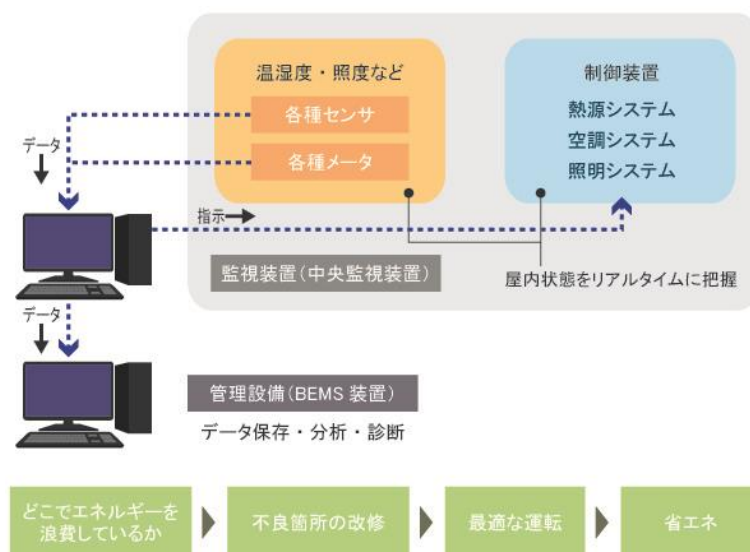 温湿度・照度など
各種センサ
各種メータ
制御装置
熱源システム
空調システム
照明システム
データ
指示
監視装置(中央監視装置)
屋内状態をリアルタイムに把握
データ
管理設備(BEMS 装置)
データ保存・分析・診断
どこでエネルギーを
浪費しているか
不良箇所の改修
最適な運転
省エネ